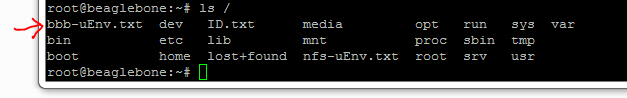 root@beaglebone:~# ls /
bbb-uEnv.txt dev ID.txt media opt run sys var
bin etc lib mnt proc sbin tmp
boot home lost+found nfs-uEnv.txt root srv usr
root@beaglebone:~#